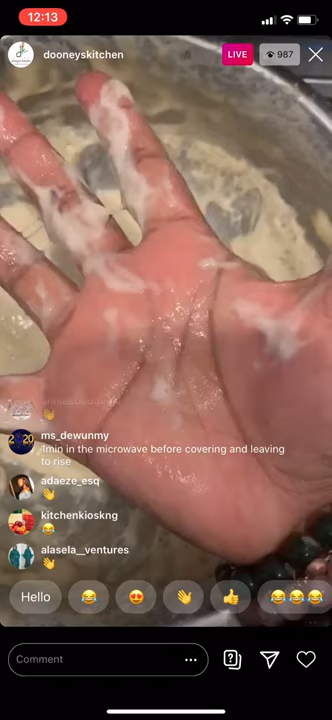 12:13
dooneyskitchen
LIVE
987
ms_dewunmy
1min in the microwave before covering and leaving
to rise
adaeze_esq
kitchenkioskng
alasela__ventures
Hello
Comment